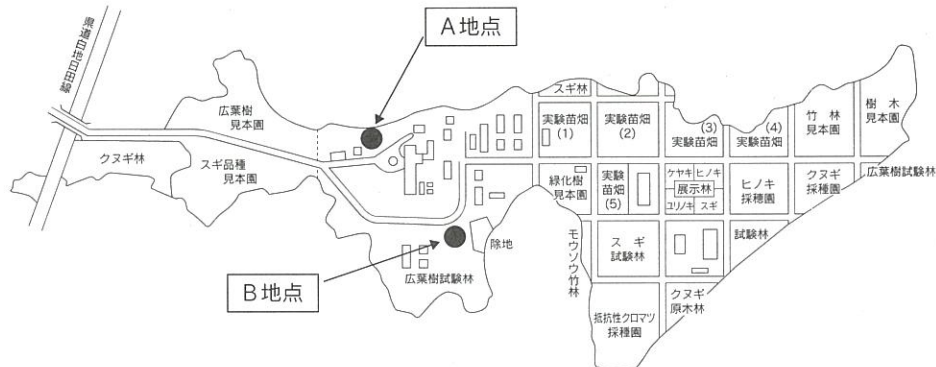 A地点
県道白地日田線
広葉樹
見本園
クヌギ林
スギ品種
見本園
B地点
広葉樹試験林
除地
スギ林
実験苗畑
(1)
実験苗畑
(2)
(3)
実験苗畑
(4)
実験苗畑
竹林
見本園
樹木
見本園
緑化樹
見本園
実験
苗畑
(5)
ケヤキ
ヒノキ
展示林
ユリノキ
スギ
ヒノキ
採穂園
クヌギ
採穂園
広葉樹試験林
モウソウ竹林
スギ
試験林
試験林
抵抗性クロマツ
採種園
クヌギ
原木林